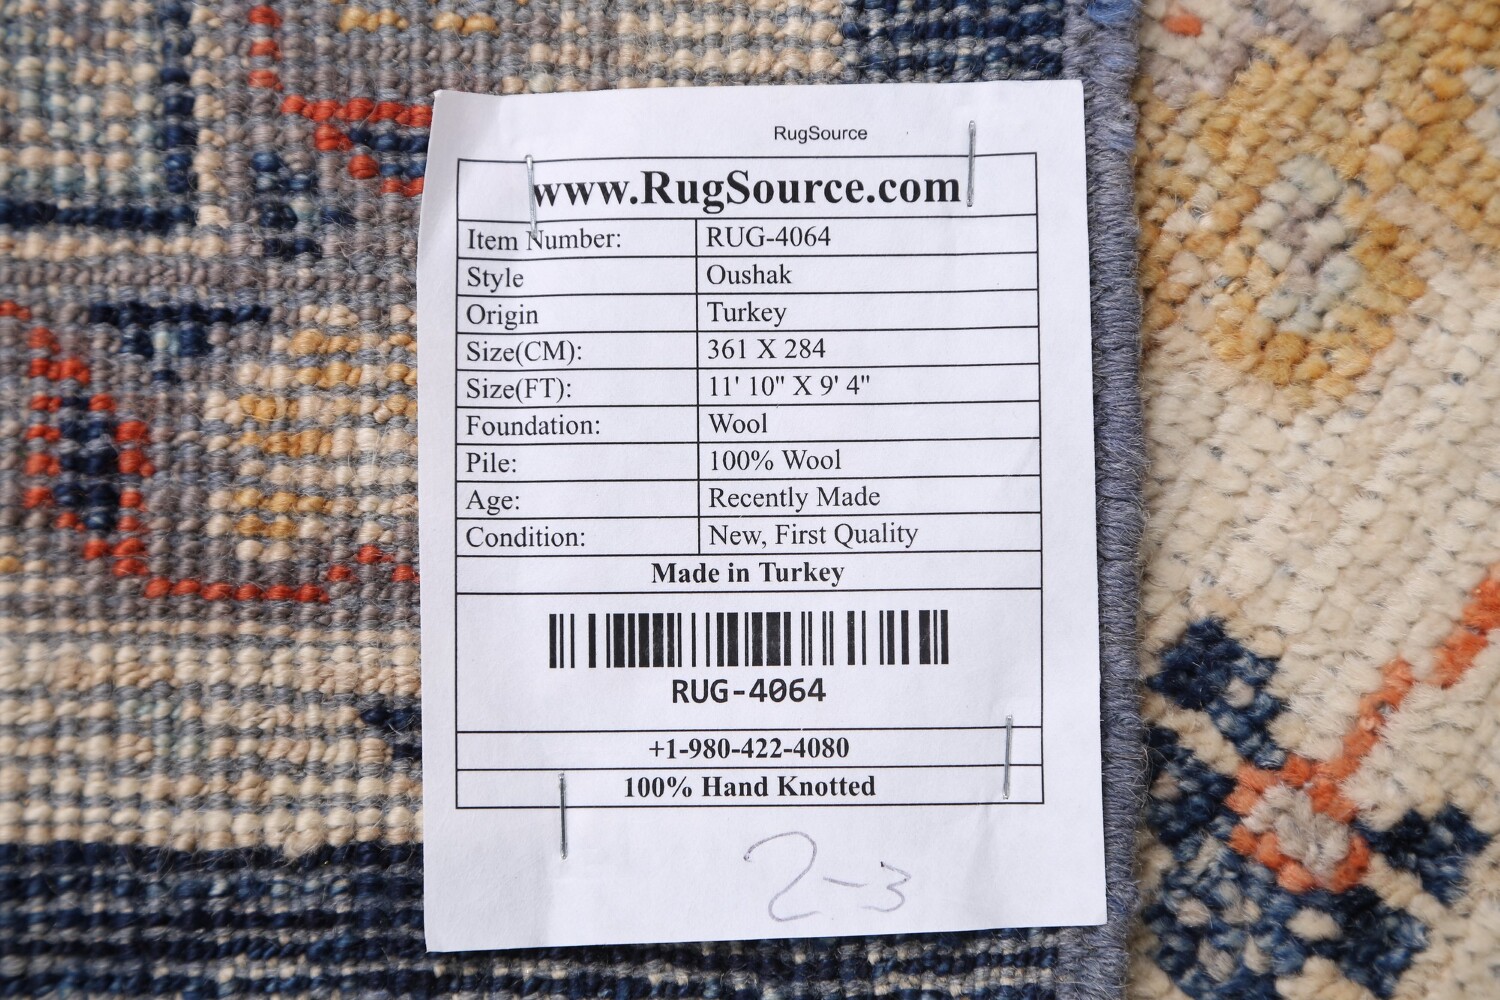 RugSource
www.RugSource.com
Item Number: RUG-4064
Style Oushak
Origin Turkey
Size(CM): 361 X 284
Size(FT): 11' 10" X 9' 4"
Foundation: Wool
Pile: 100% Wool
Age: Recently Made
Condition: New, First Quality
Made in Turkey
RUG-4064
+1-980-422-4080
100% Hand Knotted
2-3